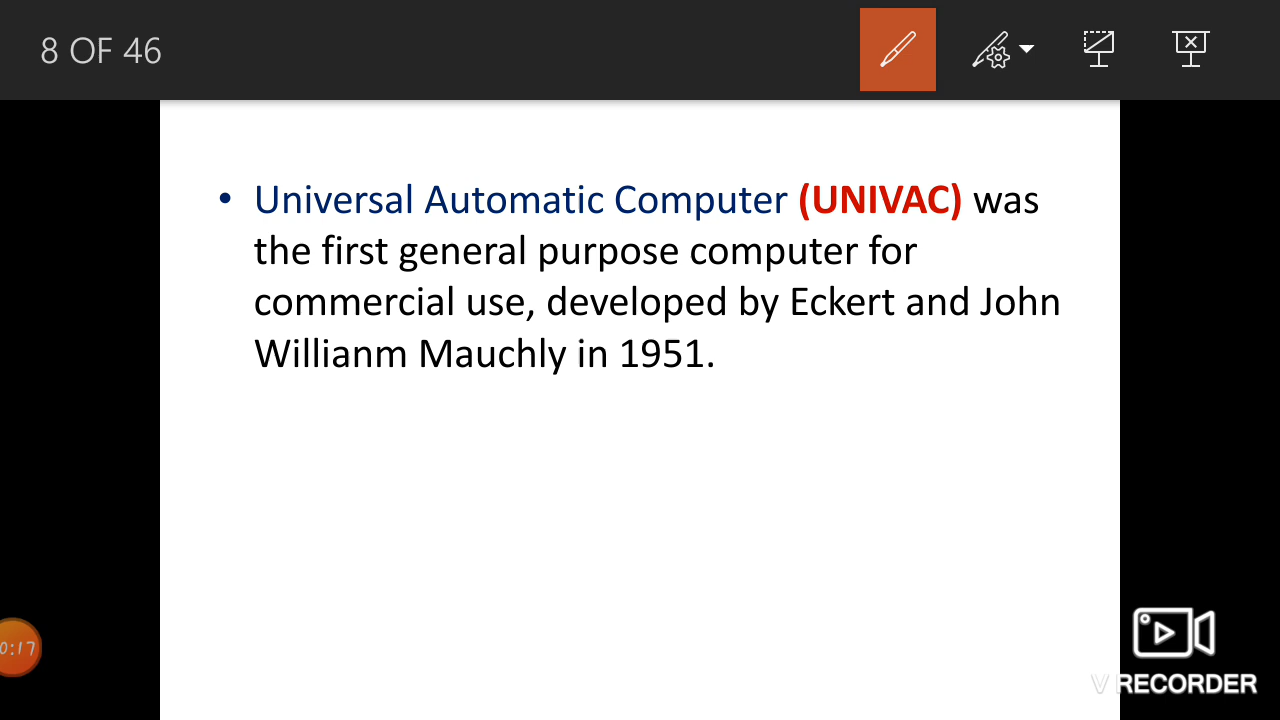 8 OF 46
• Universal Automatic Computer (UNIVAC) was
the first general purpose computer for
commercial use, developed by Eckert and John
Willianm Mauchly in 1951.
0:17
V RECORDER